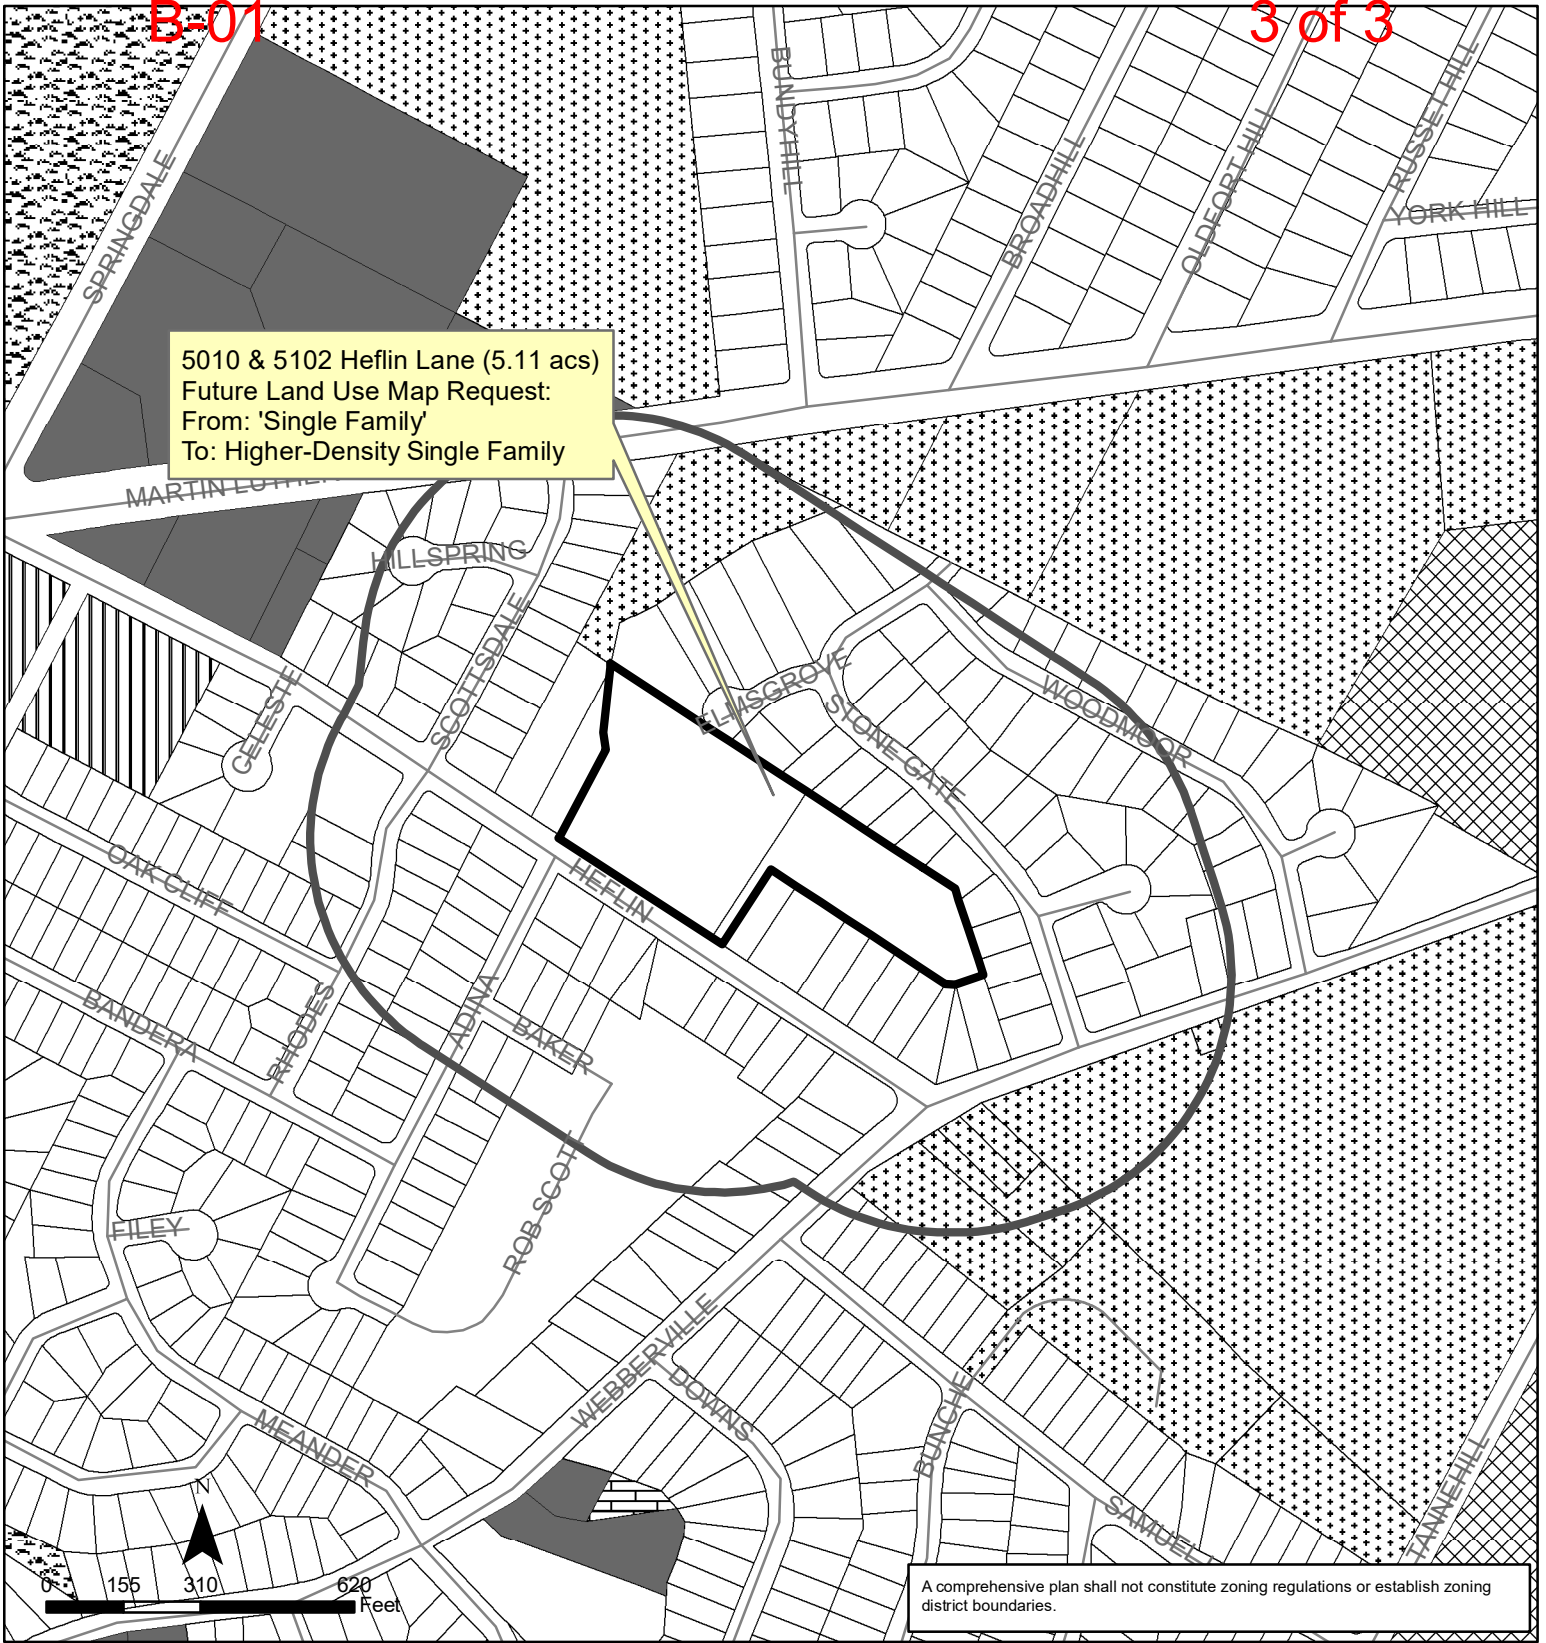 B-01
3 of 3
BUNDYHILL
BROADHILL
OLDFORT HILL
RUSSET HILL
YORK HILL
SPRINGDALE
5010 & 5102 Heflin Lane (5.11 acs)
Future Land Use Map Request:
From: 'Single Family'
To: Higher-Density Single Family
MARTIN LUTHER
HILLSPRING
SCOTTSDALE
CELESTE
ELMSGROVE
STONE GATE
WOODMOOR
OAK CLIFF
HEFLIN
BANDERA
RHODES
ADINA
BAKER
ROB SCOTT
FILEY
WEBBERVILLE
DOWNS
BUNCHE
MEANDER
SAMUEL
TANNEHILL
N
0 155 310 620
Feet
A comprehensive plan shall not constitute zoning regulations or establish zoning
district boundaries.